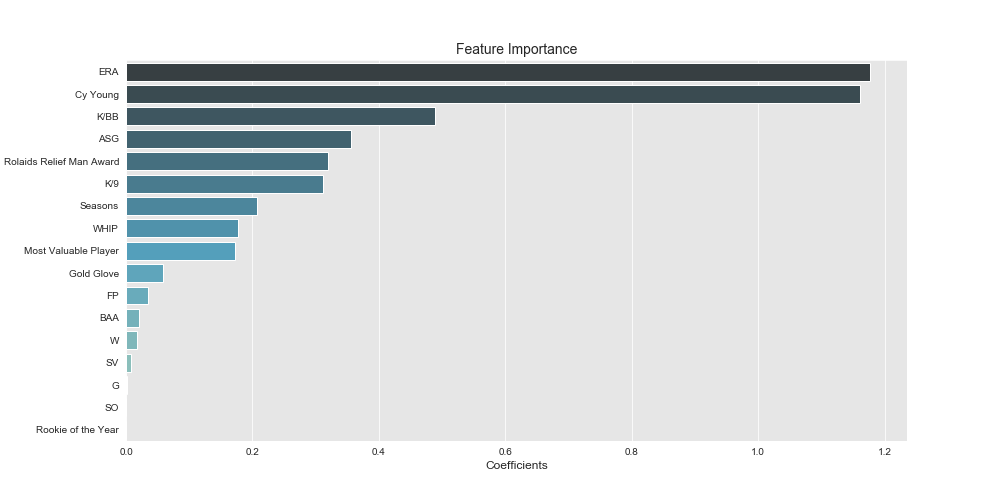 Feature Importance
ERA
Cy Young
K/BB
ASG
Rolaids Relief Man Award
K/9
Seasons
WHIP
Most Valuable Player
Gold Glove
FP
BAA
W
SV
G
SO
Rookie of the Year
0.0 0.2 0.4 0.6 0.8 1.0 1.2
Coefficients